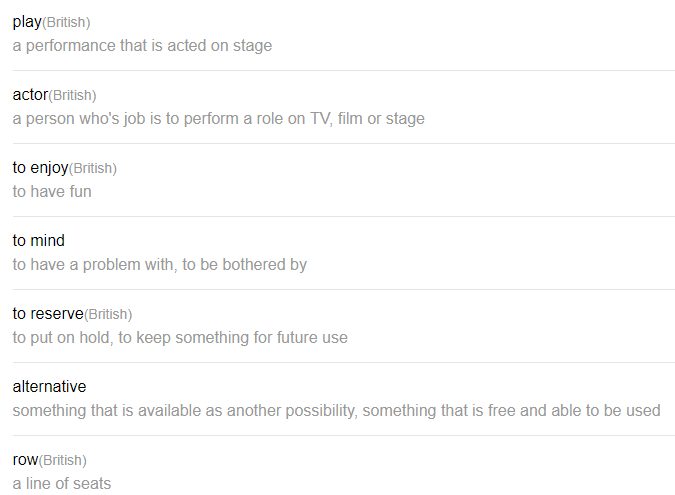 play(British)
a performance that is acted on stage
actor(British)
a person who's job is to perform a role on TV, film or stage
to enjoy(British)
to have fun
to mind
to have a problem with, to be bothered by
to reserve(British)
to put on hold, to keep something for future use
alternative
something that is available as another possibility, something that is free and able to be used
row(British)
a line of seats